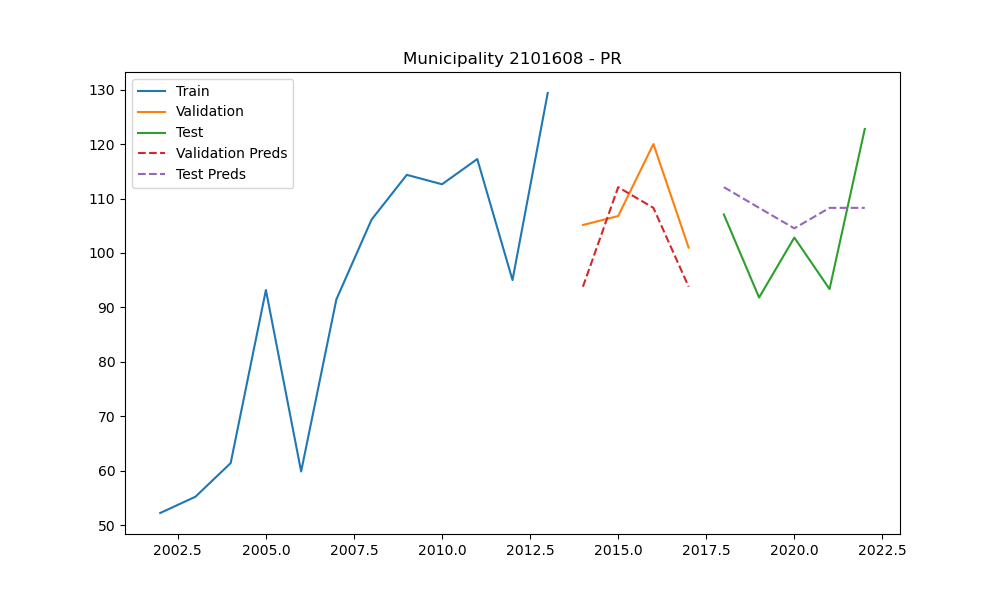 Municipality 2101608 - PR
130
120
110
100
90
80
70
60
50
Train
Validation
Test
Validation Preds
Test Preds
2002.5 2005.0 2007.5 2010.0 2012.5 2015.0 2017.5 2020.0 2022.5